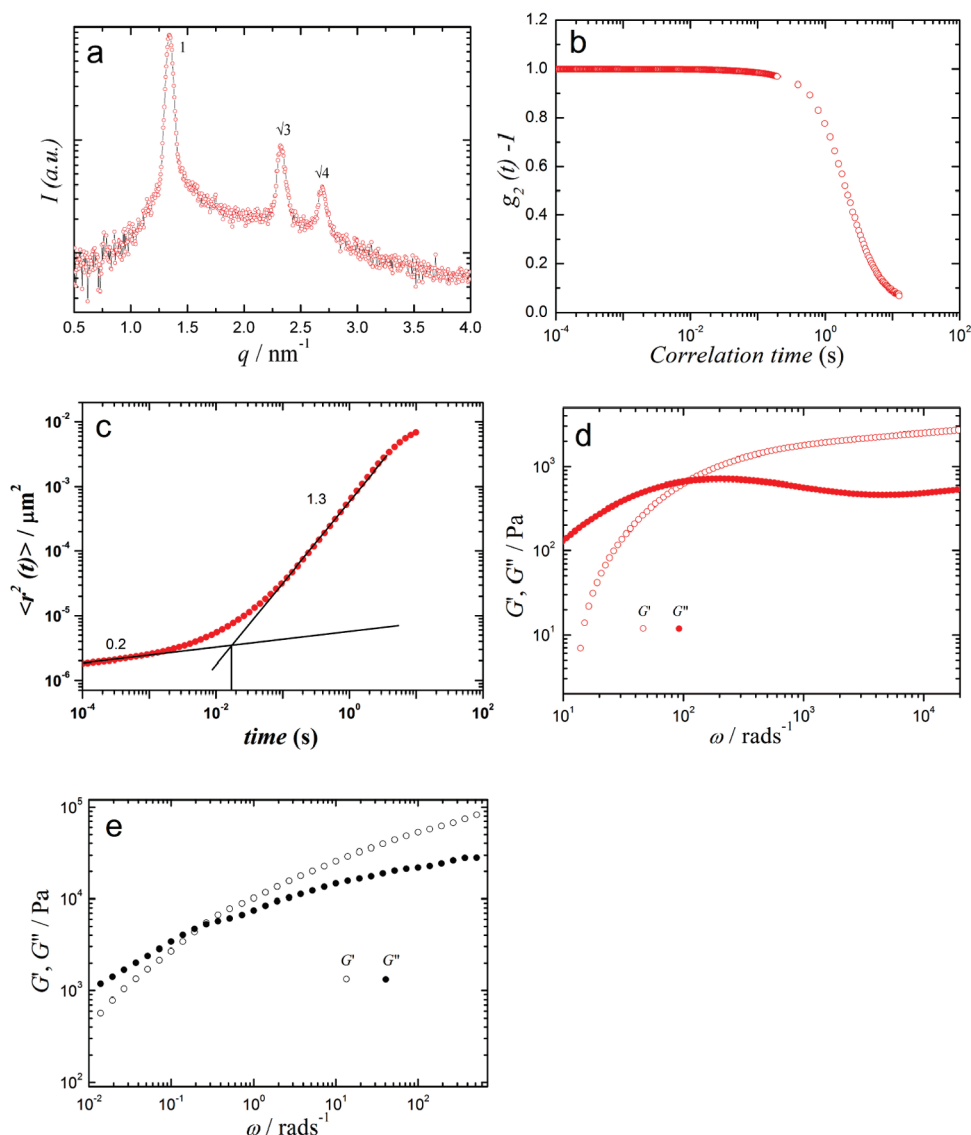 a
1
√3
√4
I (a.u.)
0.5 1.0 1.5 2.0 2.5 3.0 3.5 4.0
q / nm⁻¹
b
1.2
1.0
0.8
0.6
0.4
0.2
0.0
g₂ (t) -1
10⁻⁴ 10⁻² 10⁰ 10²
Correlation time (s)
c
10⁻²
10⁻³
10⁻⁴
10⁻⁵
10⁻⁶
<r² (t)> / μm²
1.3
0.2
10⁻⁴ 10⁻² 10⁰ 10²
time (s)
d
10³
10²
10¹
G', G'' / Pa
G' G''
10¹ 10² 10³ 10⁴
ω / rads⁻¹
e
10⁵
10⁴
10³
10²
G', G'' / Pa
G' G''
10⁻² 10⁻¹ 10⁰ 10¹ 10²
ω / rads⁻¹